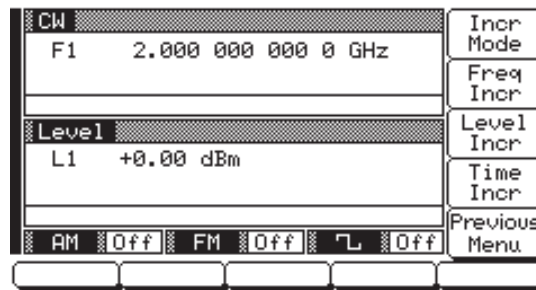 CW
F1 2.000 000 000 0 GHz
Level
L1 +0.00 dBm
AM Off FM Off Off
Incr
Mode
Freq
Incr
Level
Incr
Time
Incr
Previous
Menu